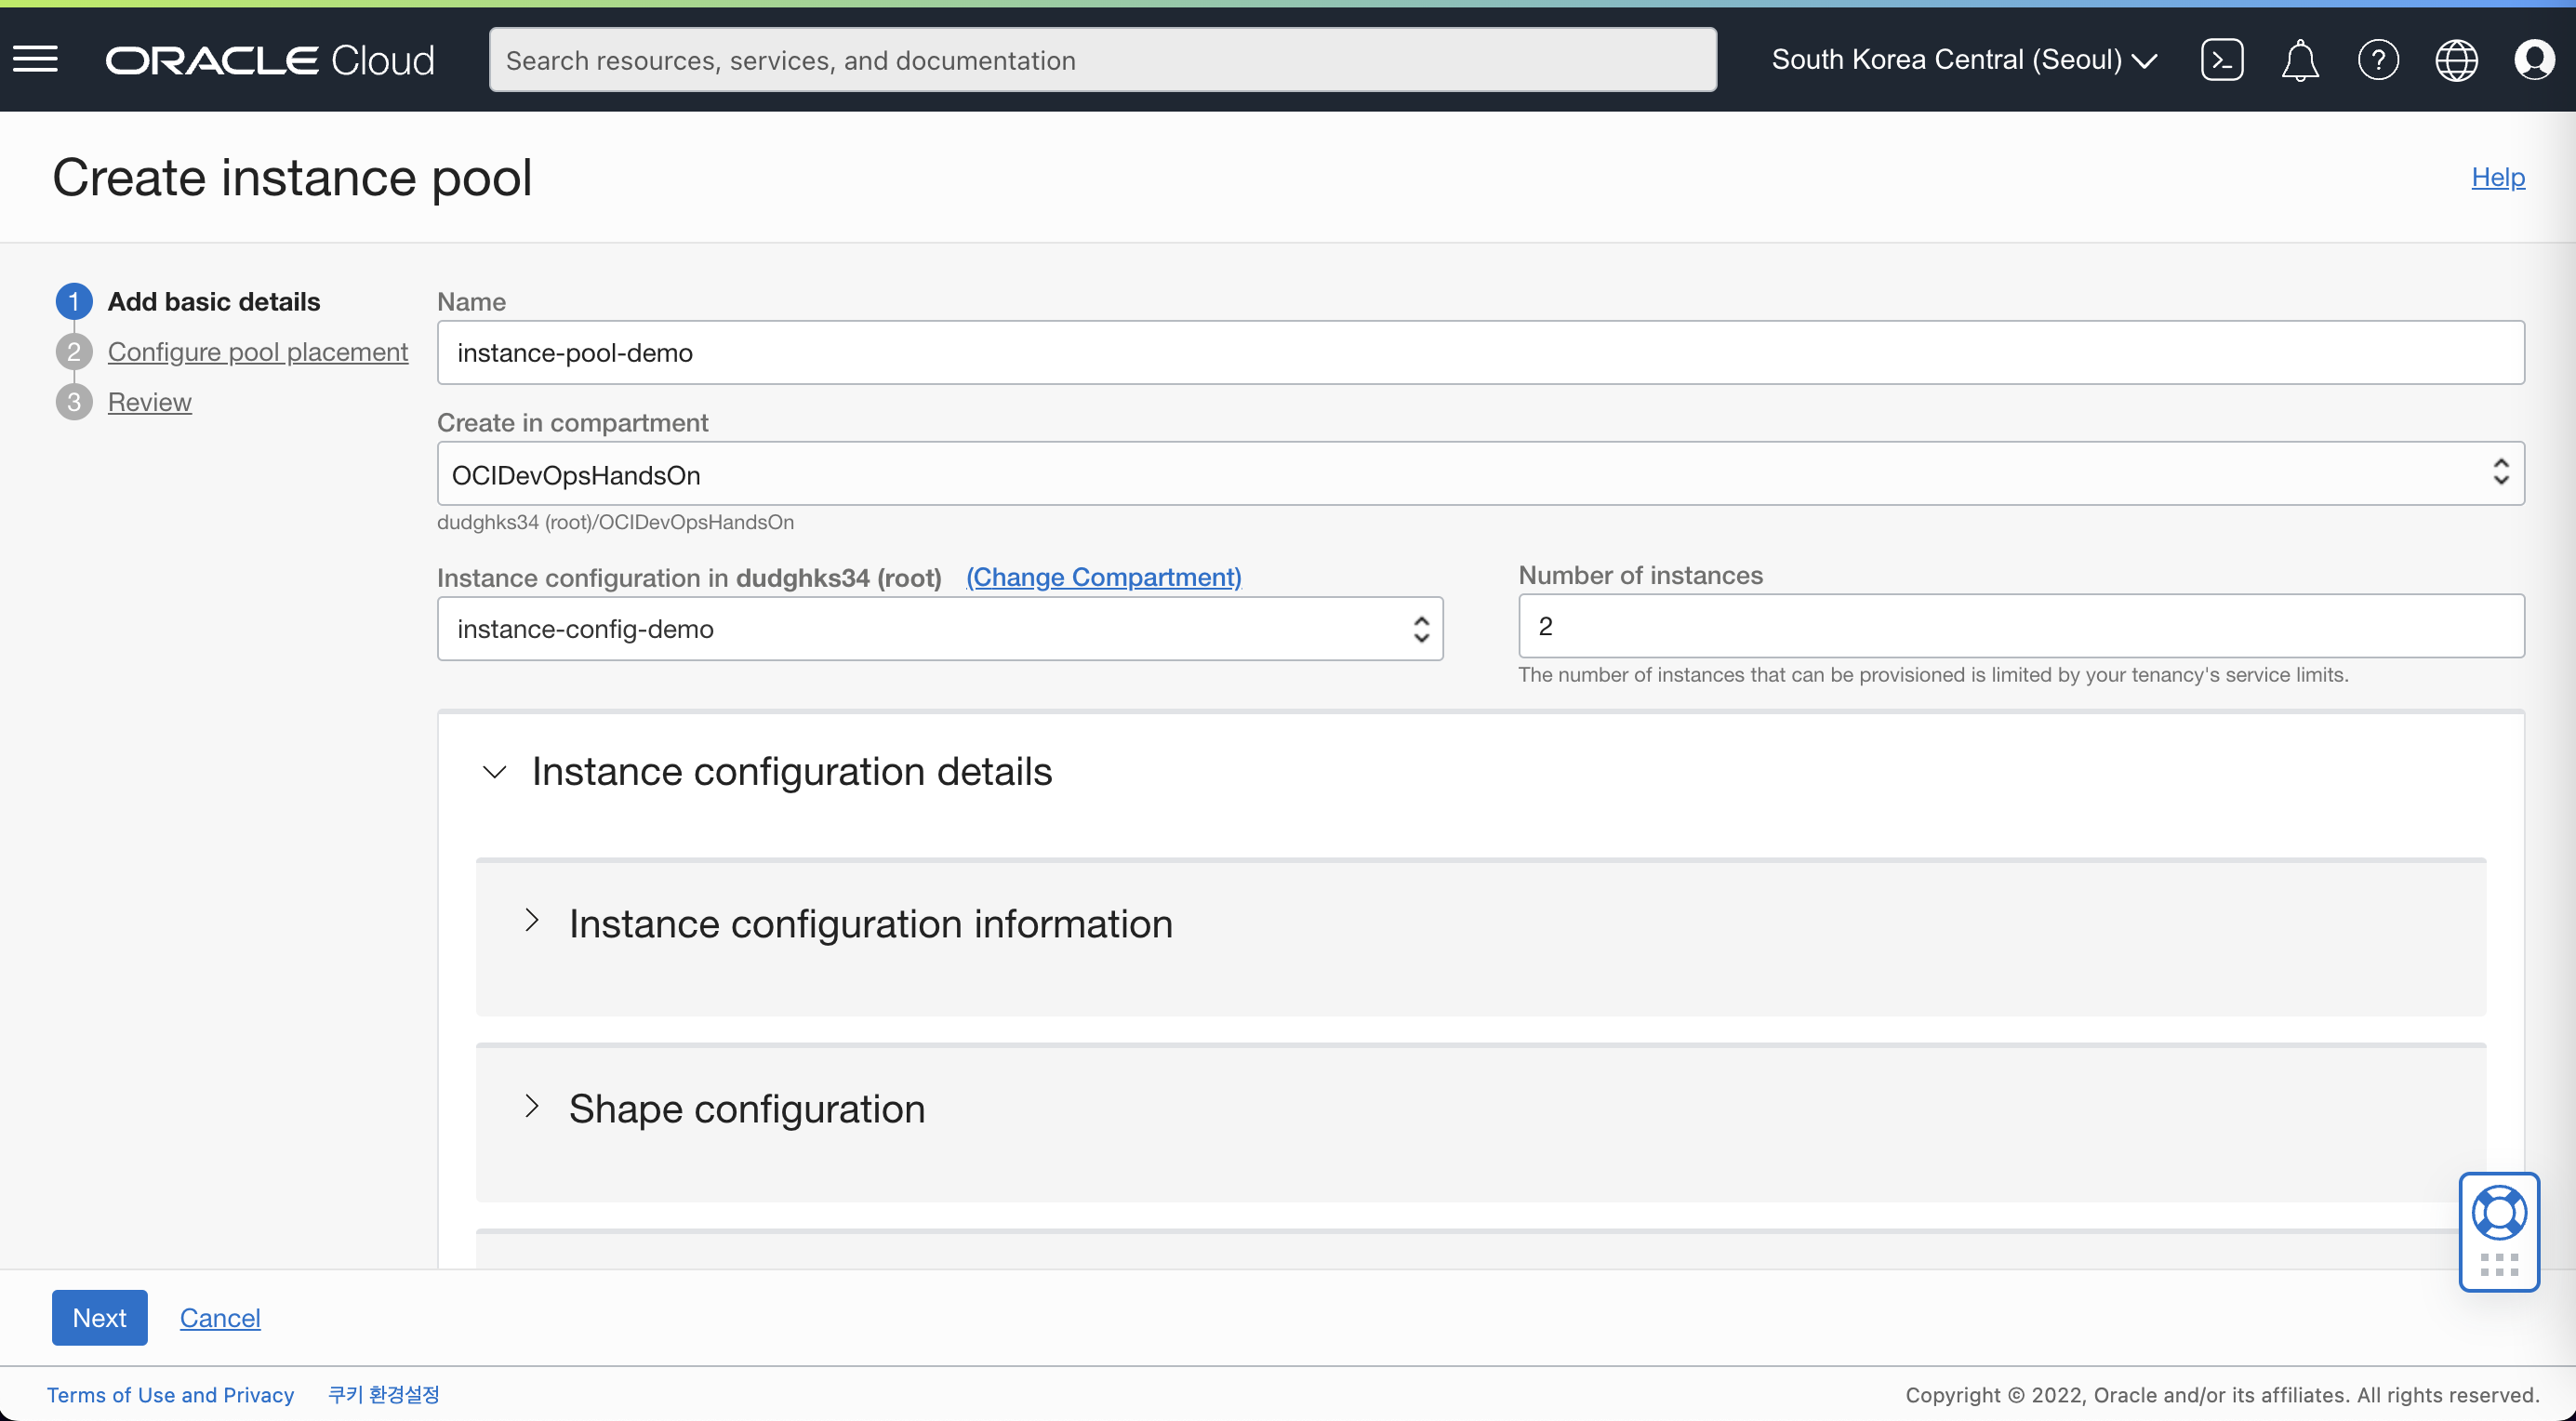 ORACLE Cloud
Search resources, services, and documentation
South Korea Central (Seoul)
Create instance pool
Help
1 Add basic details
2 Configure pool placement
3 Review
Name
instance-pool-demo
Create in compartment
OCIDevOpsHandsOn
dudghks34 (root)/OCIDevOpsHandsOn
Instance configuration in dudghks34 (root) (Change Compartment)
instance-config-demo
Number of instances
2
The number of instances that can be provisioned is limited by your tenancy's service limits.
Instance configuration details
Instance configuration information
Shape configuration
Next Cancel
Terms of Use and Privacy 쿠키 환경설정
Copyright © 2022, Oracle and/or its affiliates. All rights reserved.